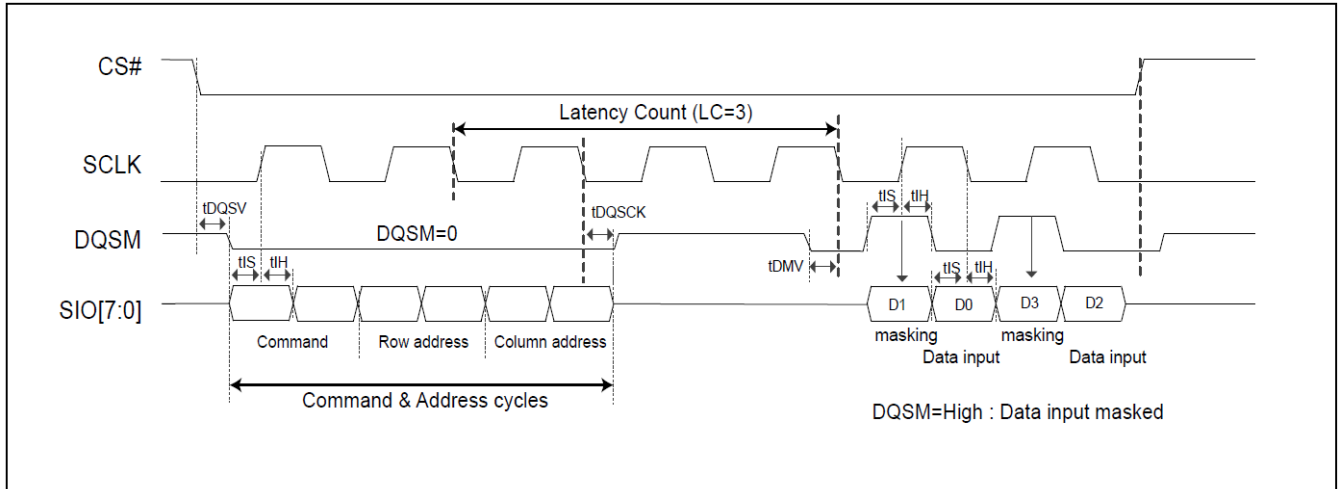 CS#
Latency Count (LC=3)
SCLK
tIS tIH
tDQSV
tDQSCK
DQSM
DQSM=0
tIS tIH
tDMV
tIS tIH
SIO[7:0]
D1 D0 D3 D2
Command Row address Column address
masking masking
Data input Data input
Command & Address cycles
DQSM=High : Data input masked